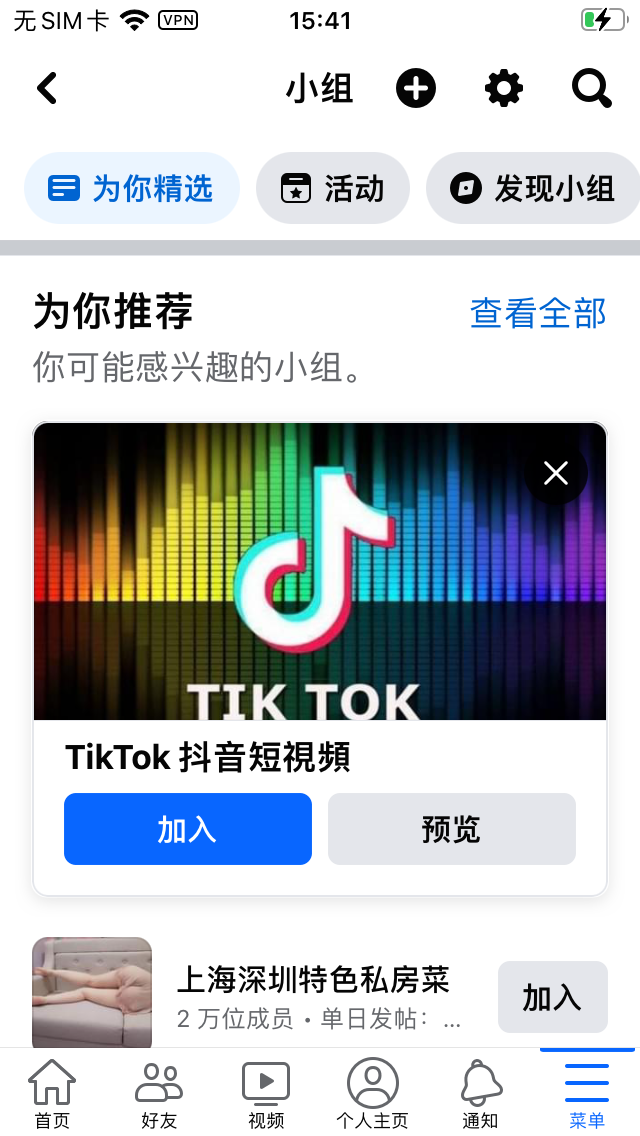 无SIM卡 VPN 15:41
小组
为你精选 活动 发现小组
为你推荐 查看全部
你可能感兴趣的小组。
TIK TOK
TikTok 抖音短視頻
加入 预览
上海深圳特色私房菜
2 万位成员 • 单日发帖：...
加入
首页 好友 视频 个人主页 通知 菜单